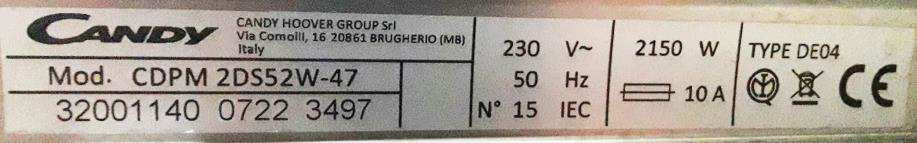 CANDY
CANDY HOOVER GROUP Srl
Via Comolli, 16 20861 BRUGHERIO (MB)
Italy
Mod. CDPM 2DS52W-47
32001140 0722 3497
230 V~
50 Hz
N° 15 IEC
2150 W
10 A
TYPE DE04
CE